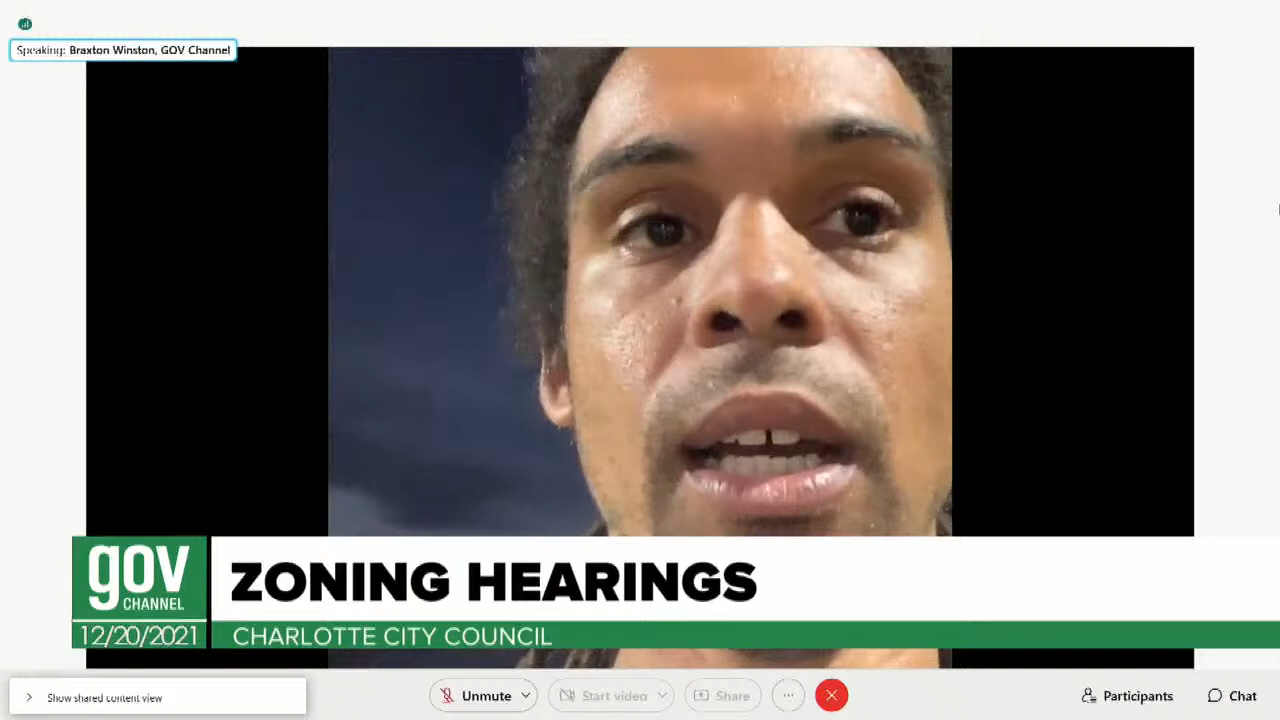 Speaking: Braxton Winston, GOV Channel
gov
CHANNEL
12/20/2021
ZONING HEARINGS
CHARLOTTE CITY COUNCIL
Show shared content view
Unmute
Start video
Share
Participants
Chat